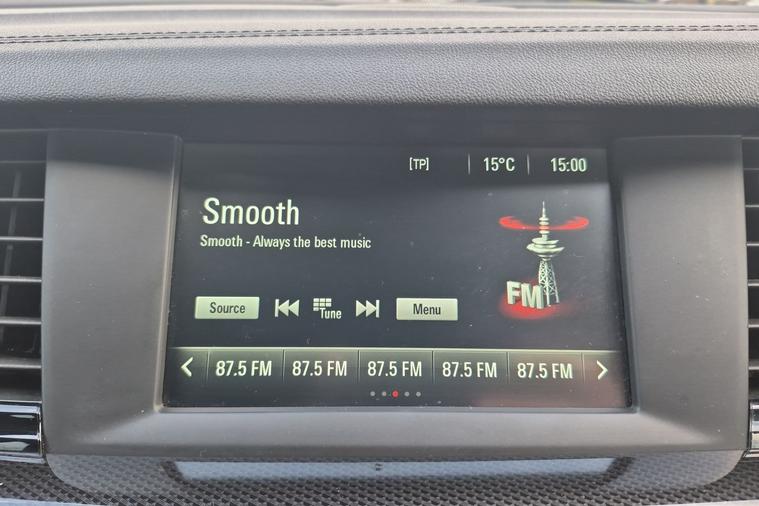 [TP] 15°C 15:00
Smooth
Smooth - Always the best music
FM
Source Tune Menu
87.5 FM 87.5 FM 87.5 FM 87.5 FM 87.5 FM